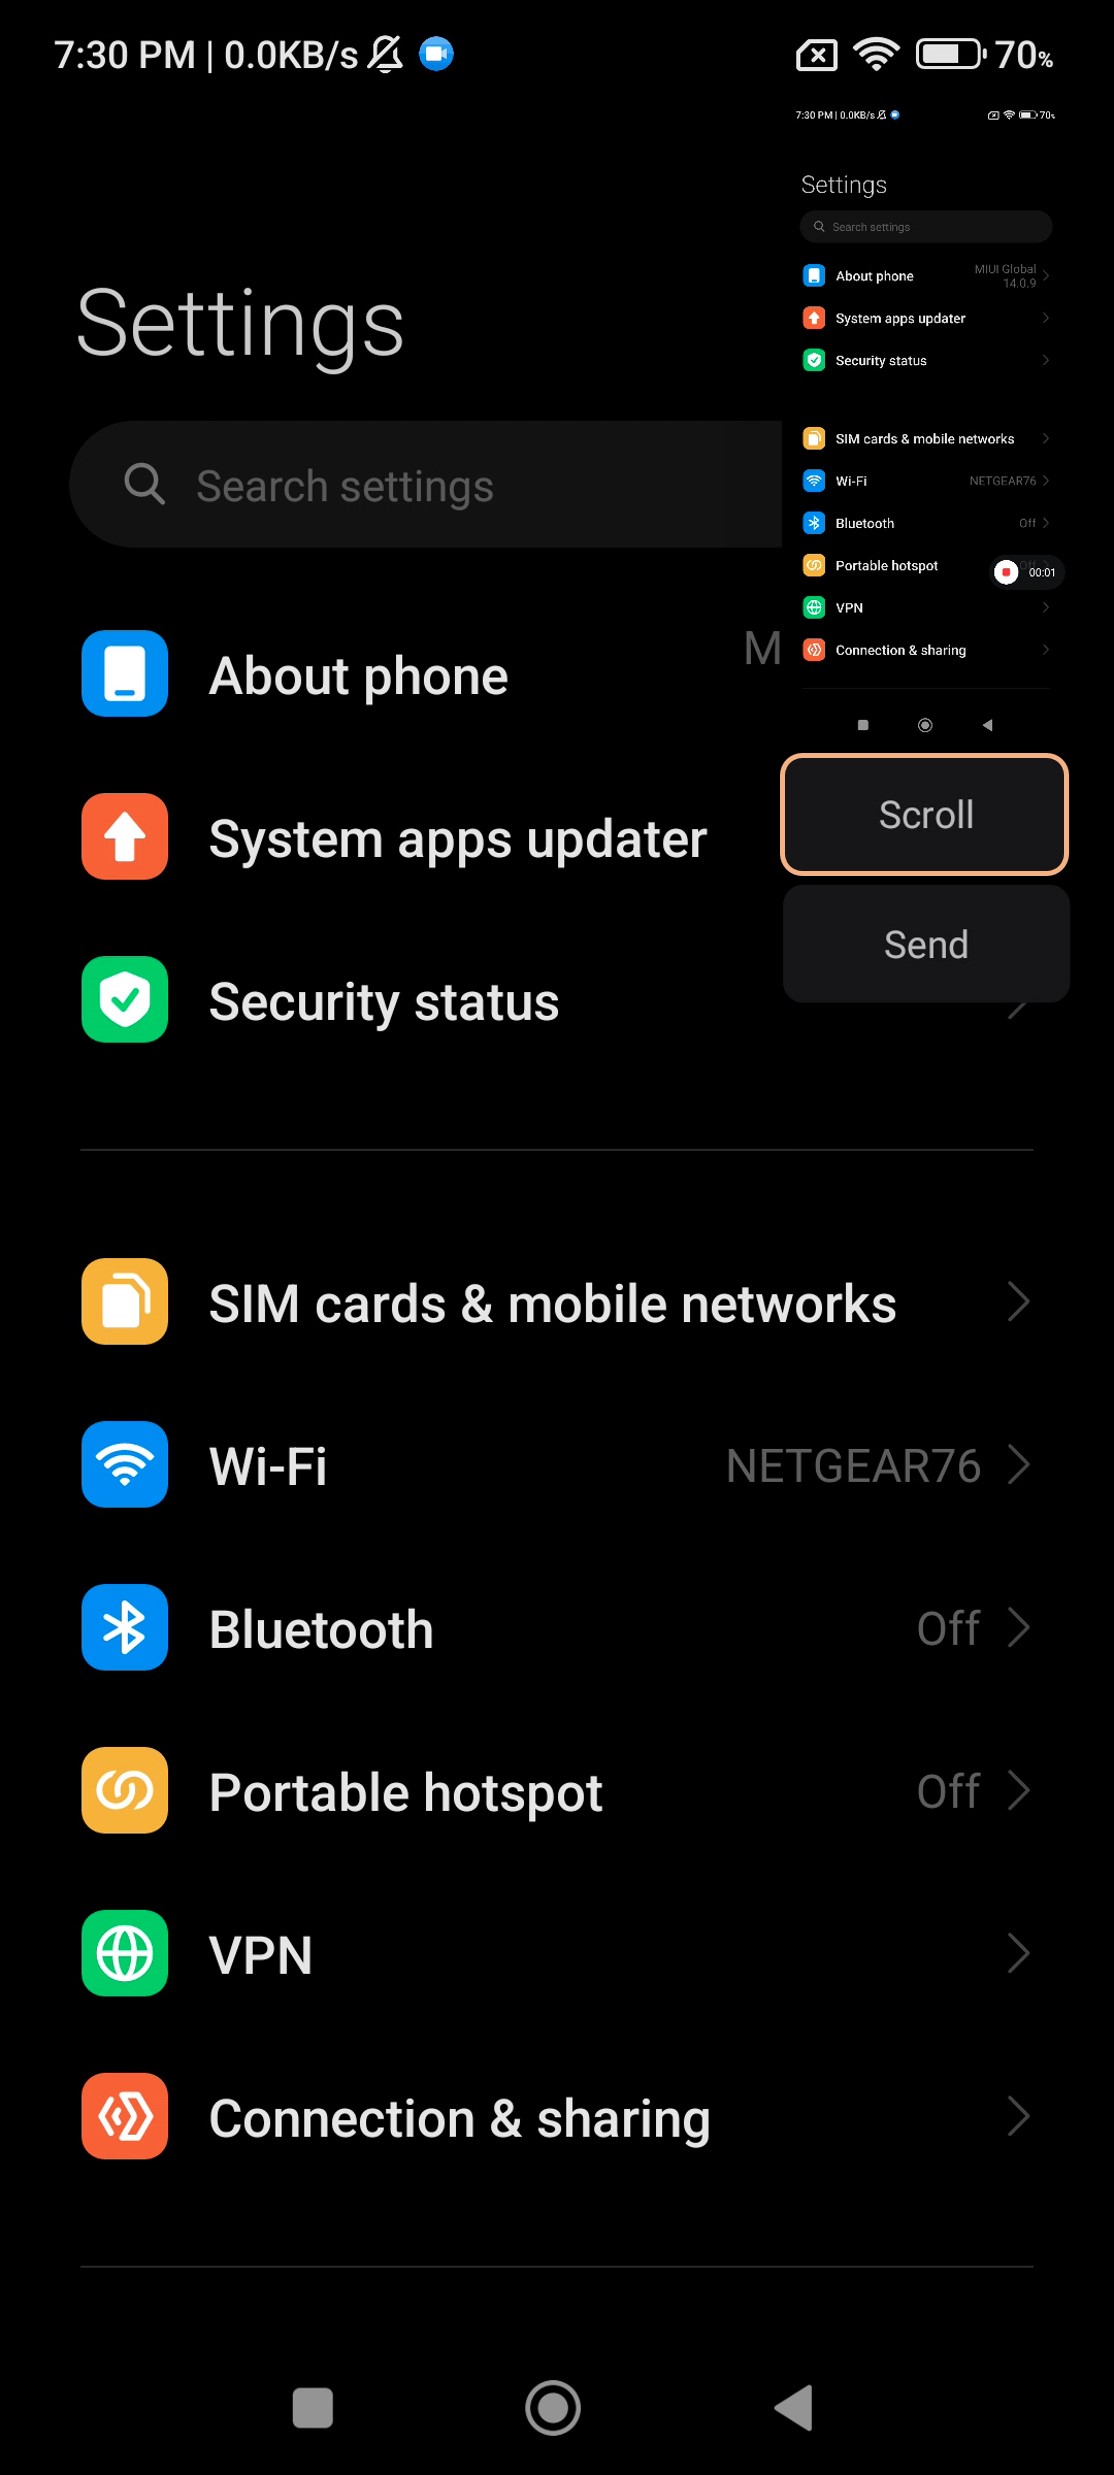 7:30 PM | 0.0KB/s
70%
Settings
Search settings
About phone
M
System apps updater
Security status
SIM cards & mobile networks
Wi-Fi
NETGEAR76
Bluetooth
Off
Portable hotspot
Off
VPN
Connection & sharing
7:30 PM | 0.0KB/s
70%
Settings
Search settings
About phone
MIUI Global
14.0.9
System apps updater
Security status
SIM cards & mobile networks
Wi-Fi
NETGEAR76
Bluetooth
Off
Portable hotspot
Off
00:01
VPN
Connection & sharing
Scroll
Send